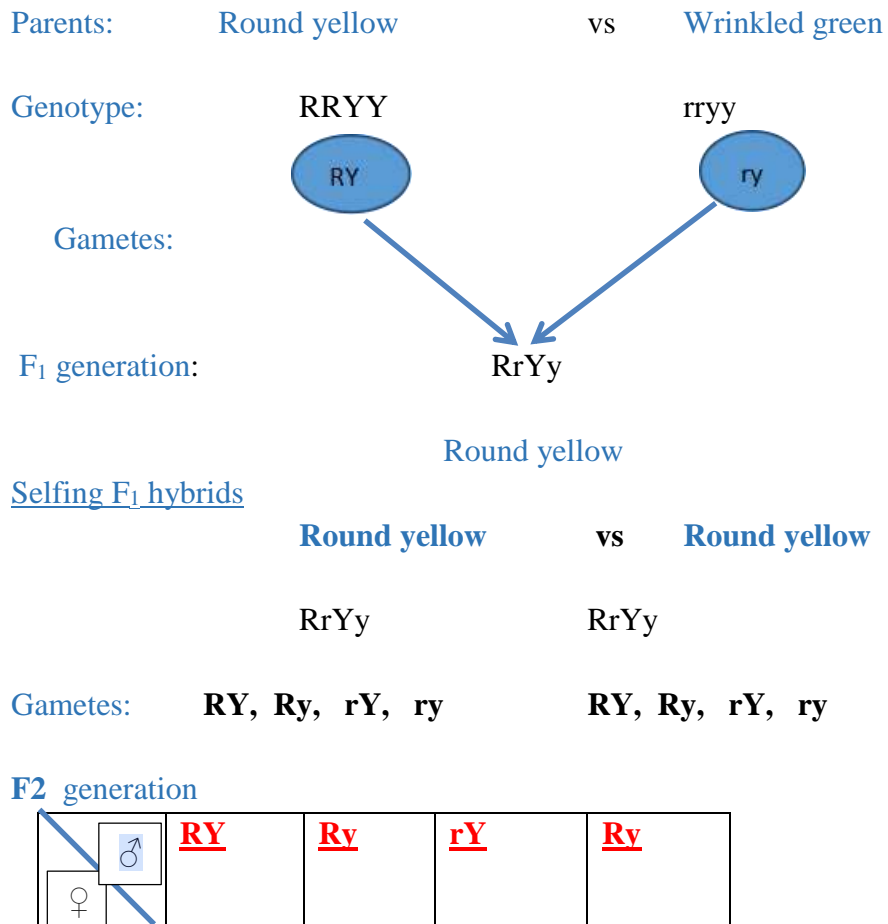 Parents: Round yellow vs Wrinkled green
Genotype: RRYY rryy
RY ry
Gametes:
F₁ generation: RrYy
Round yellow
Selfing F₁ hybrids
Round yellow vs Round yellow
RrYy RrYy
Gametes: RY, Ry, rY, ry RY, Ry, rY, ry
F2 generation
♂ RY Ry rY Ry
♀